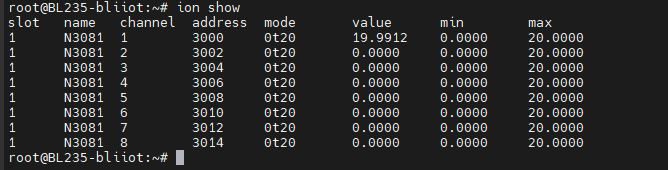 root@BL235-bliiot:~# ion show
slot name channel address mode value min max
1 N3081 1 3000 0t20 19.9912 0.0000 20.0000
1 N3081 2 3002 0t20 0.0000 0.0000 20.0000
1 N3081 3 3004 0t20 0.0000 0.0000 20.0000
1 N3081 4 3006 0t20 0.0000 0.0000 20.0000
1 N3081 5 3008 0t20 0.0000 0.0000 20.0000
1 N3081 6 3010 0t20 0.0000 0.0000 20.0000
1 N3081 7 3012 0t20 0.0000 0.0000 20.0000
1 N3081 8 3014 0t20 0.0000 0.0000 20.0000
root@BL235-bliiot:~#